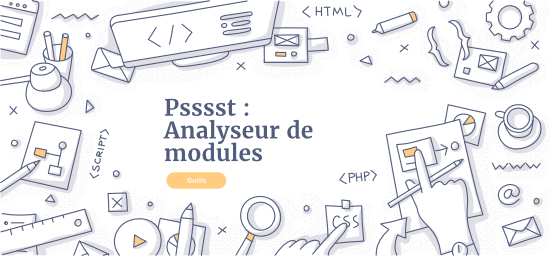 <HTML>
</>
Psssst :
Analyseur de
modules
Outils
<SCRIPT>
<PHP>
CSS
@